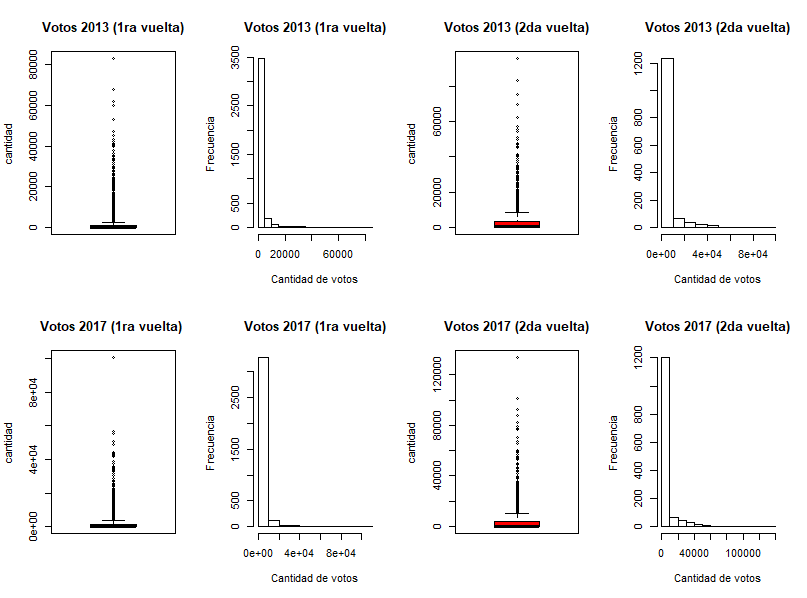 Votos 2013 (1ra vuelta)
cantidad
0 20000 40000 60000 80000
Votos 2013 (1ra vuelta)
Frecuencia
500 1500 2500 3500
0 20000 60000
Cantidad de votos
Votos 2013 (2da vuelta)
cantidad
0 20000 60000
Votos 2013 (2da vuelta)
Frecuencia
0 200 400 600 800 1000 1200
0e+00 4e+04 8e+04
Cantidad de votos
Votos 2017 (1ra vuelta)
cantidad
0e+00 4e+04 8e+04
Votos 2017 (1ra vuelta)
Frecuencia
0 500 1500 2500
0e+00 4e+04 8e+04
Cantidad de votos
Votos 2017 (2da vuelta)
cantidad
0 40000 80000 120000
Votos 2017 (2da vuelta)
Frecuencia
0 200 400 600 800 1200
0 40000 100000
Cantidad de votos